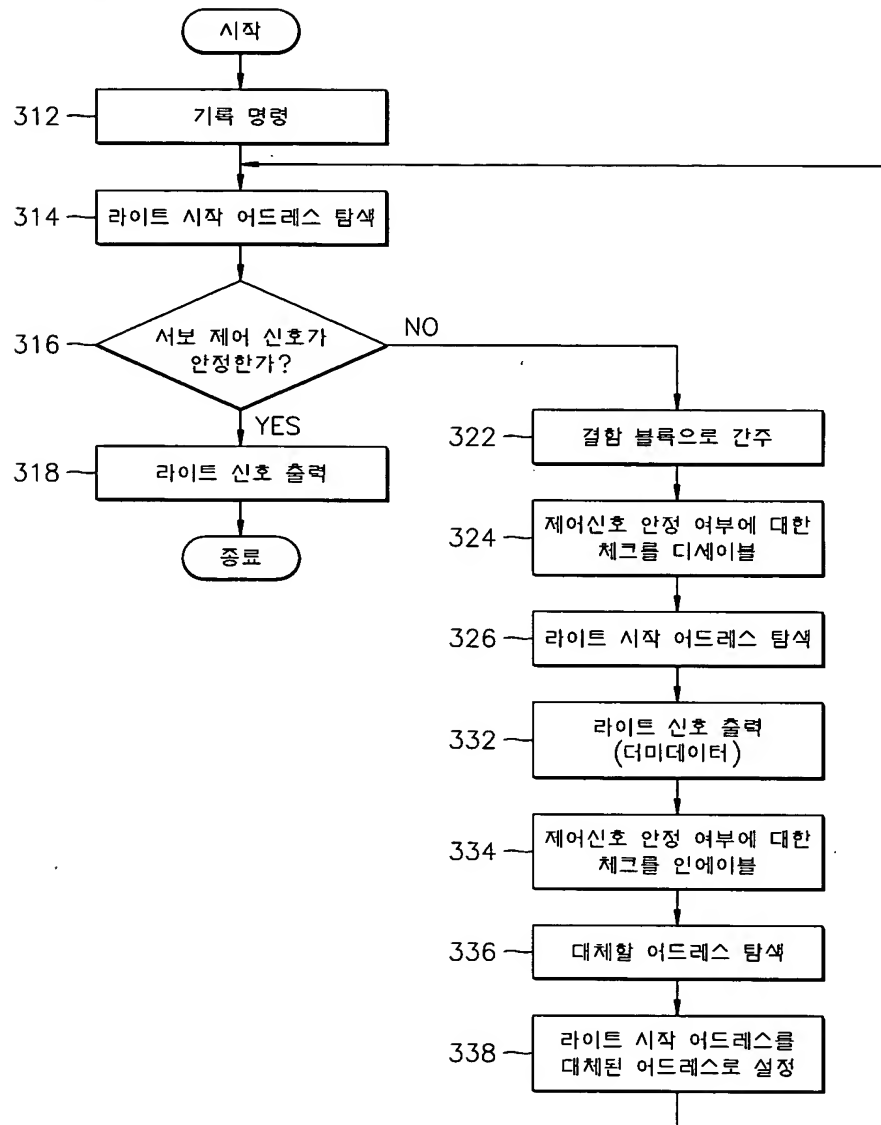 시작
312
기록 명령
314
라이트 시작 어드레스 탐색
316
서보 제어 신호가
안정한가?
NO
YES
318
라이트 신호 출력
종료
322
결함 블록으로 간주
324
제어신호 안정 여부에 대한
체크를 디세이블
326
라이트 시작 어드레스 탐색
332
라이트 신호 출력
(더미데이터)
334
제어신호 안정 여부에 대한
체크를 인에이블
336
대체할 어드레스 탐색
338
라이트 시작 어드레스를
대체된 어드레스로 설정